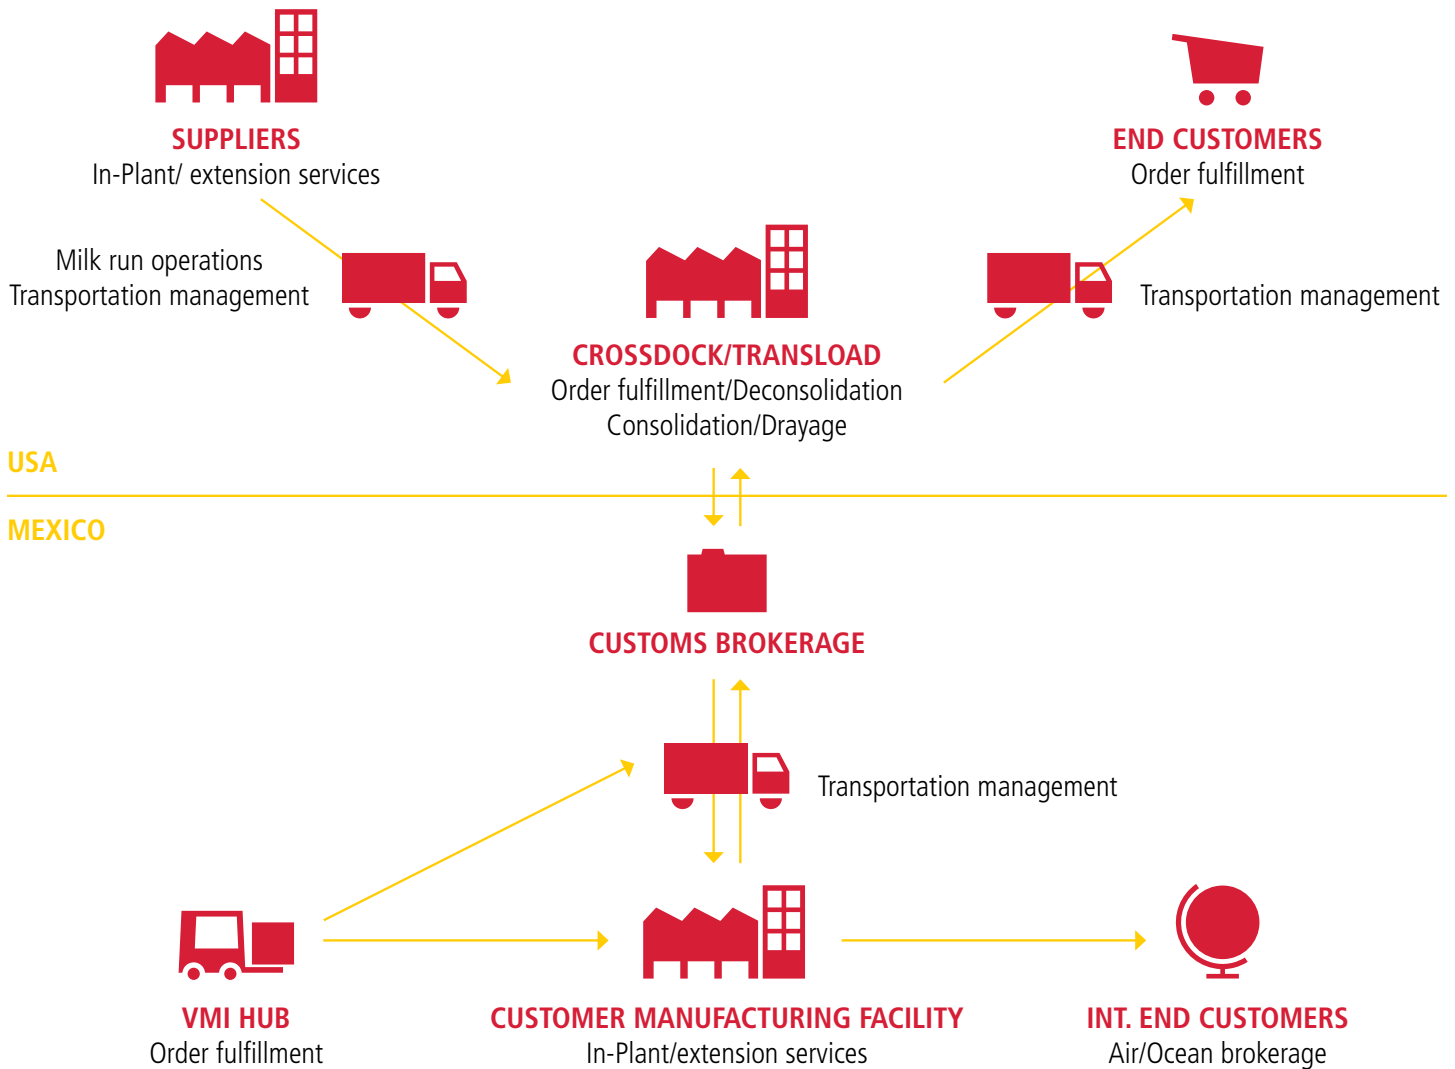 SUPPLIERS
In-Plant/ extension services
END CUSTOMERS
Order fulfillment
Milk run operations
Transportation management
Transportation management
CROSSDOCK/TRANSLOAD
Order fulfillment/Deconsolidation
Consolidation/Drayage
USA
MEXICO
CUSTOMS BROKERAGE
Transportation management
VMI HUB
Order fulfillment
CUSTOMER MANUFACTURING FACILITY
In-Plant/extension services
INT. END CUSTOMERS
Air/Ocean brokerage